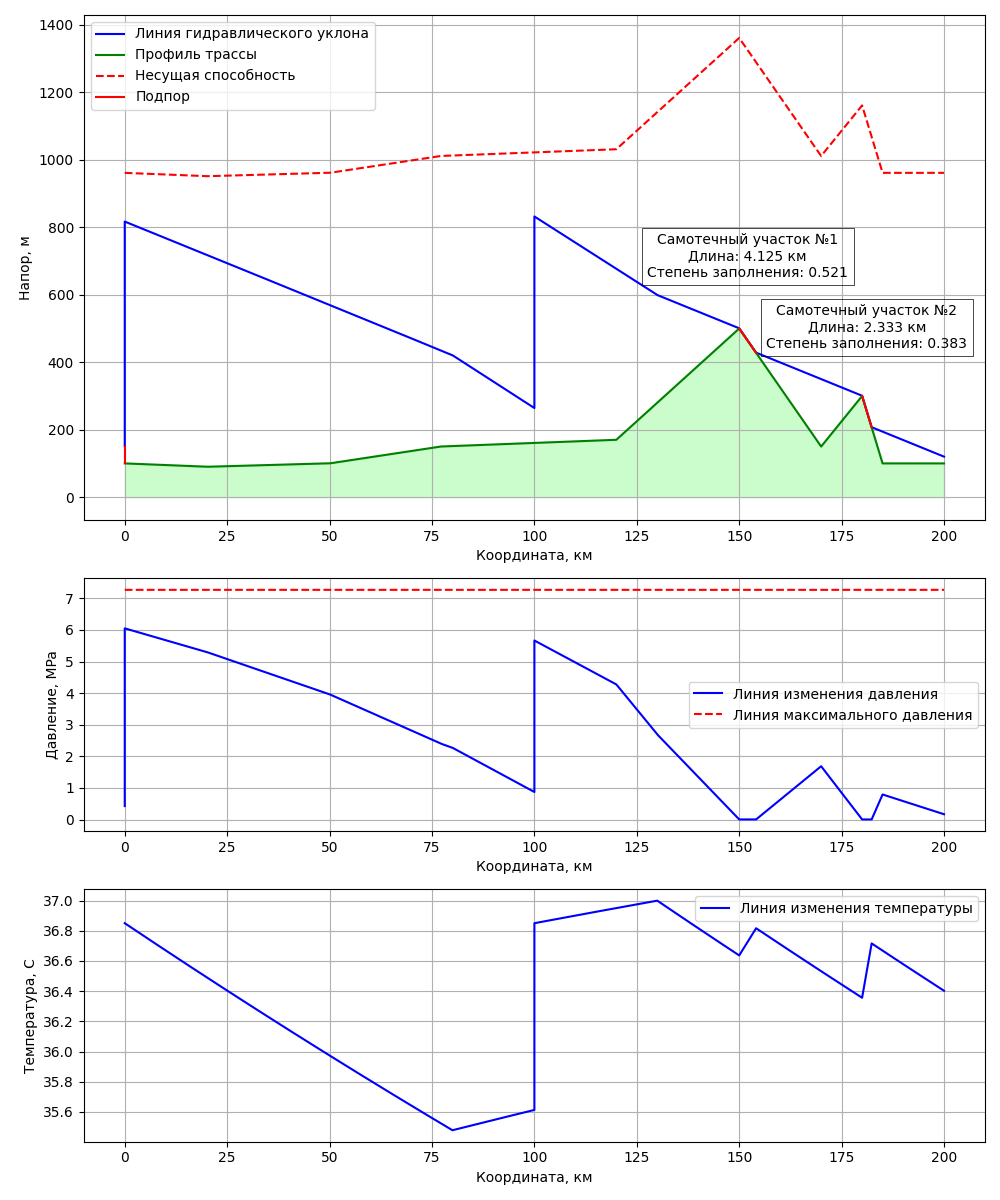 Линия гидравлического уклона
Профиль трассы
Несущая способность
Подпор
1400
1200
1000
800
600
400
200
0
Напор, м
Самотечный участок №1
Длина: 4.125 км
Степень заполнения: 0.521
Самотечный участок №2
Длина: 2.333 км
Степень заполнения: 0.383
0 25 50 75 100 125 150 175 200
Координата, км
7
6
5
4
3
2
1
0
Давление, MPa
Линия изменения давления
Линия максимального давления
0 25 50 75 100 125 150 175 200
Координата, км
37.0
36.8
36.6
36.4
36.2
36.0
35.8
35.6
Температура, С
Линия изменения температуры
0 25 50 75 100 125 150 175 200
Координата, км